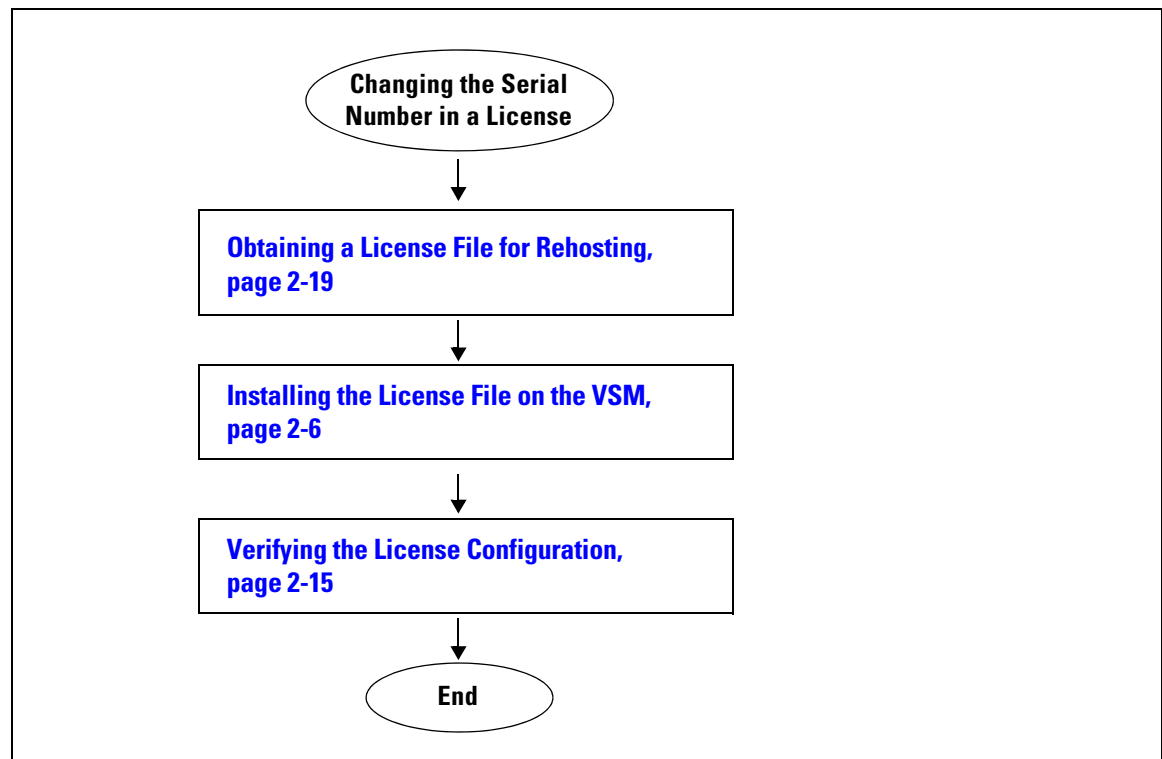 Changing the Serial
Number in a License
Obtaining a License File for Rehosting,
page 2-19
Installing the License File on the VSM,
page 2-6
Verifying the License Configuration,
page 2-15
End